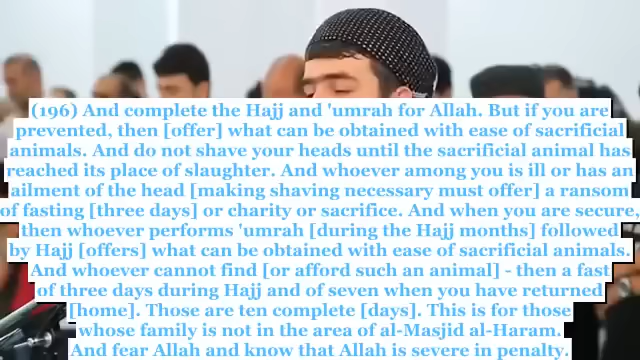 (196) And complete the Hajj and 'umrah for Allah. But if you are
prevented, then [offer] what can be obtained with ease of sacrificial
animals. And do not shave your heads until the sacrificial animal has
reached its place of slaughter. And whoever among you is ill or has an
ailment of the head [making shaving necessary must offer] a ransom
of fasting [three days] or charity or sacrifice. And when you are secure,
then whoever performs 'umrah [during the Hajj months] followed
by Hajj [offers] what can be obtained with ease of sacrificial animals.
And whoever cannot find [or afford such an animal] - then a fast
of three days during Hajj and of seven when you have returned
[home]. Those are ten complete [days]. This is for those
whose family is not in the area of al-Masjid al-Haram.
And fear Allah and know that Allah is severe in penalty.